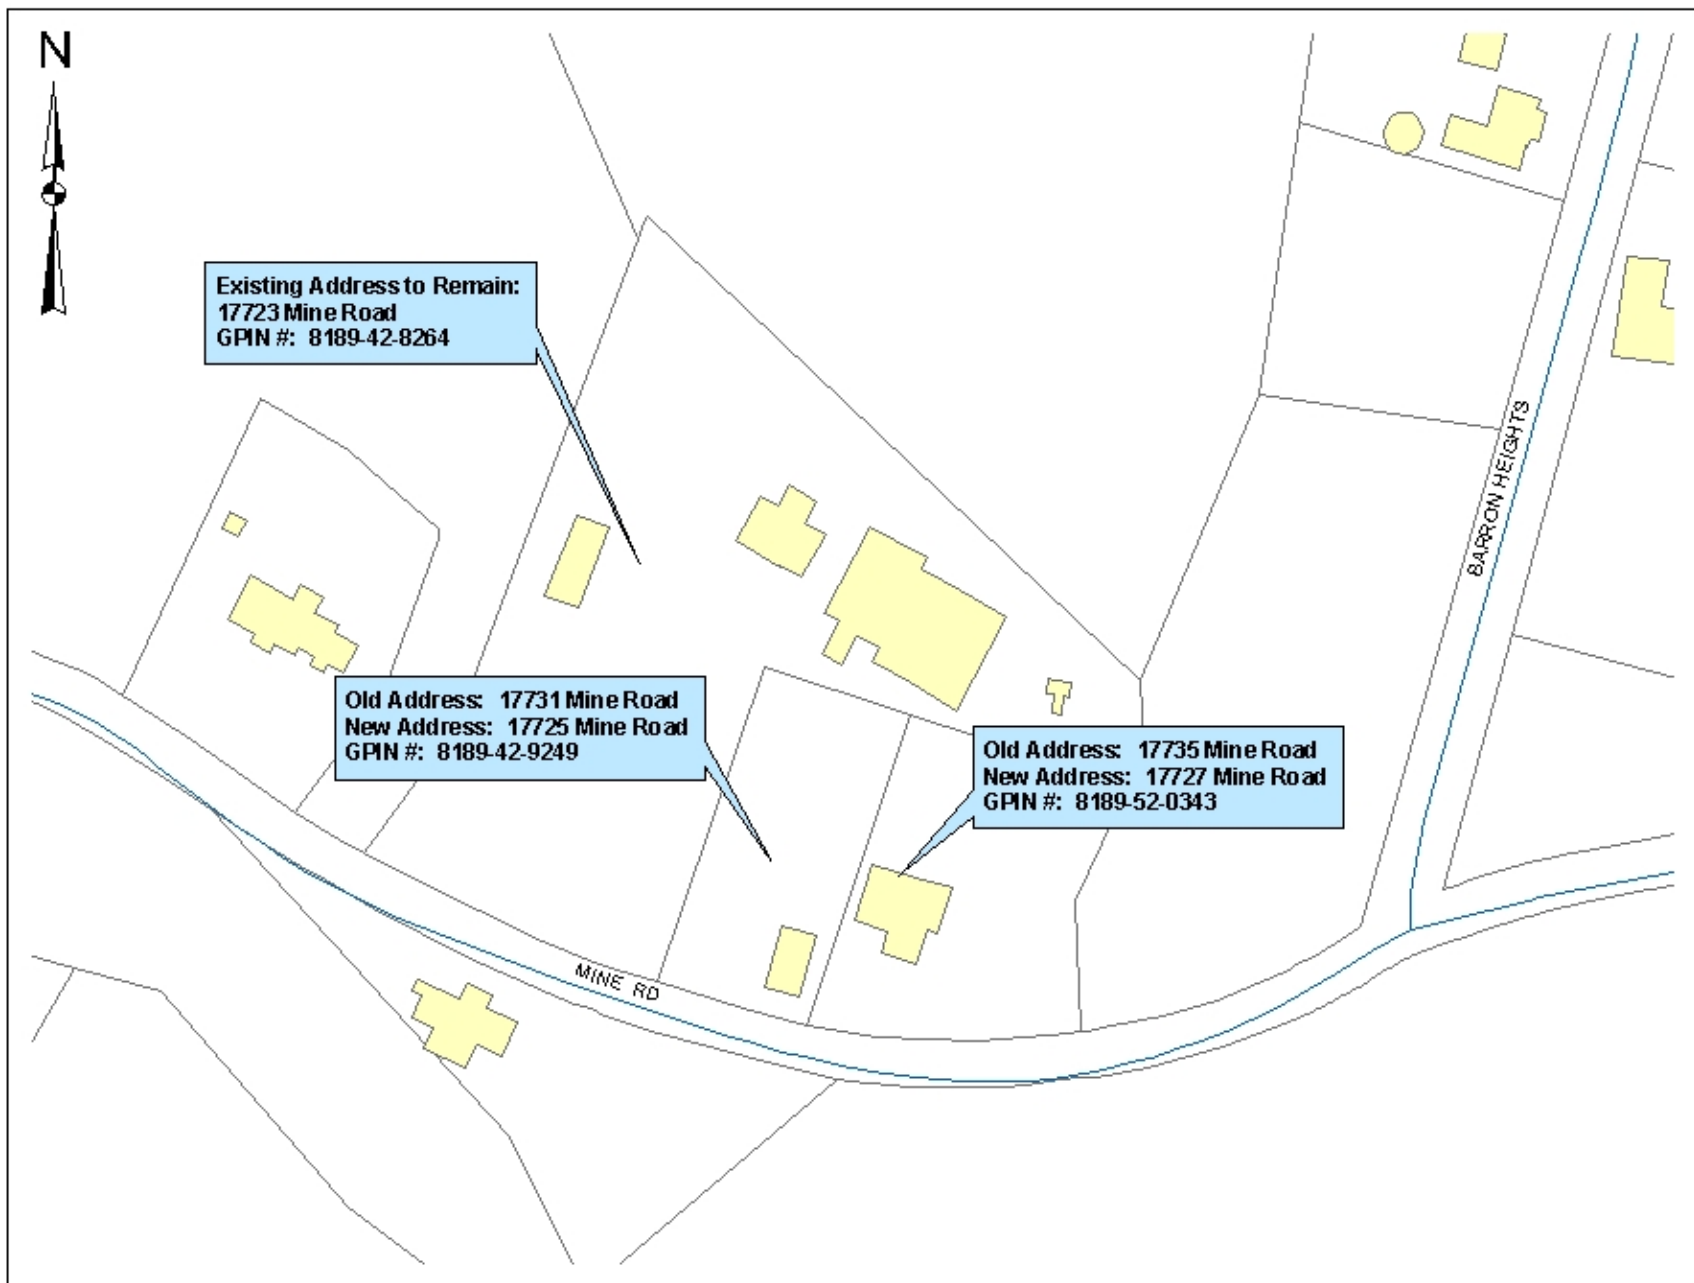 N
Existing Address to Remain:
17723 Mine Road
GPIN #: 8189-42-8264
BARRON HEIGHTS
Old Address: 17731 Mine Road
New Address: 17725 Mine Road
GPIN #: 8189-42-9249
Old Address: 17735 Mine Road
New Address: 17727 Mine Road
GPIN #: 8189-52-0343
MINE RD